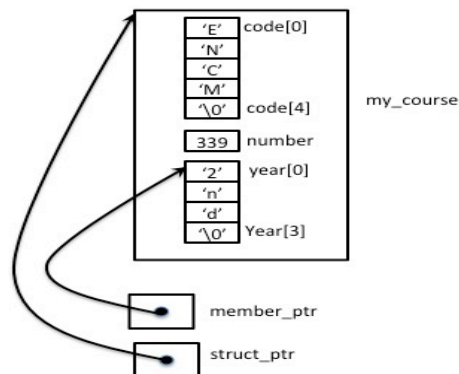 ‘E’ code[0]
‘N’
‘C’
‘M’
‘\0’ code[4]
my_course
339 number
‘2’ year[0]
‘n’
‘d’
‘\0’ Year[3]
member_ptr
struct_ptr